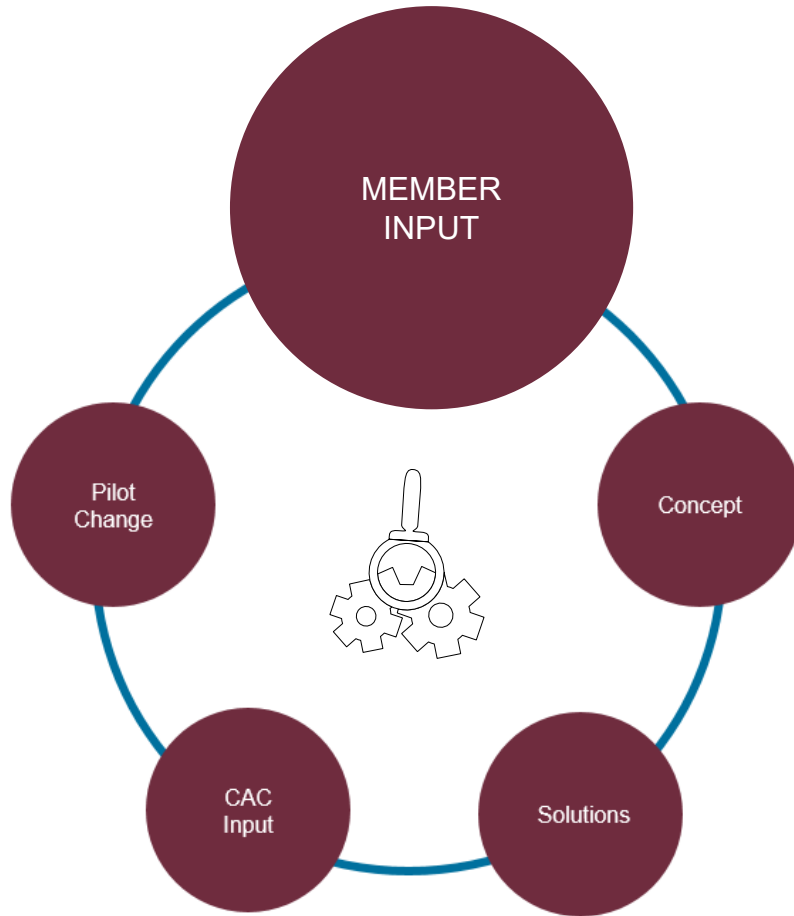 MEMBER
INPUT
Pilot
Change
Concept
CAC
Input
Solutions